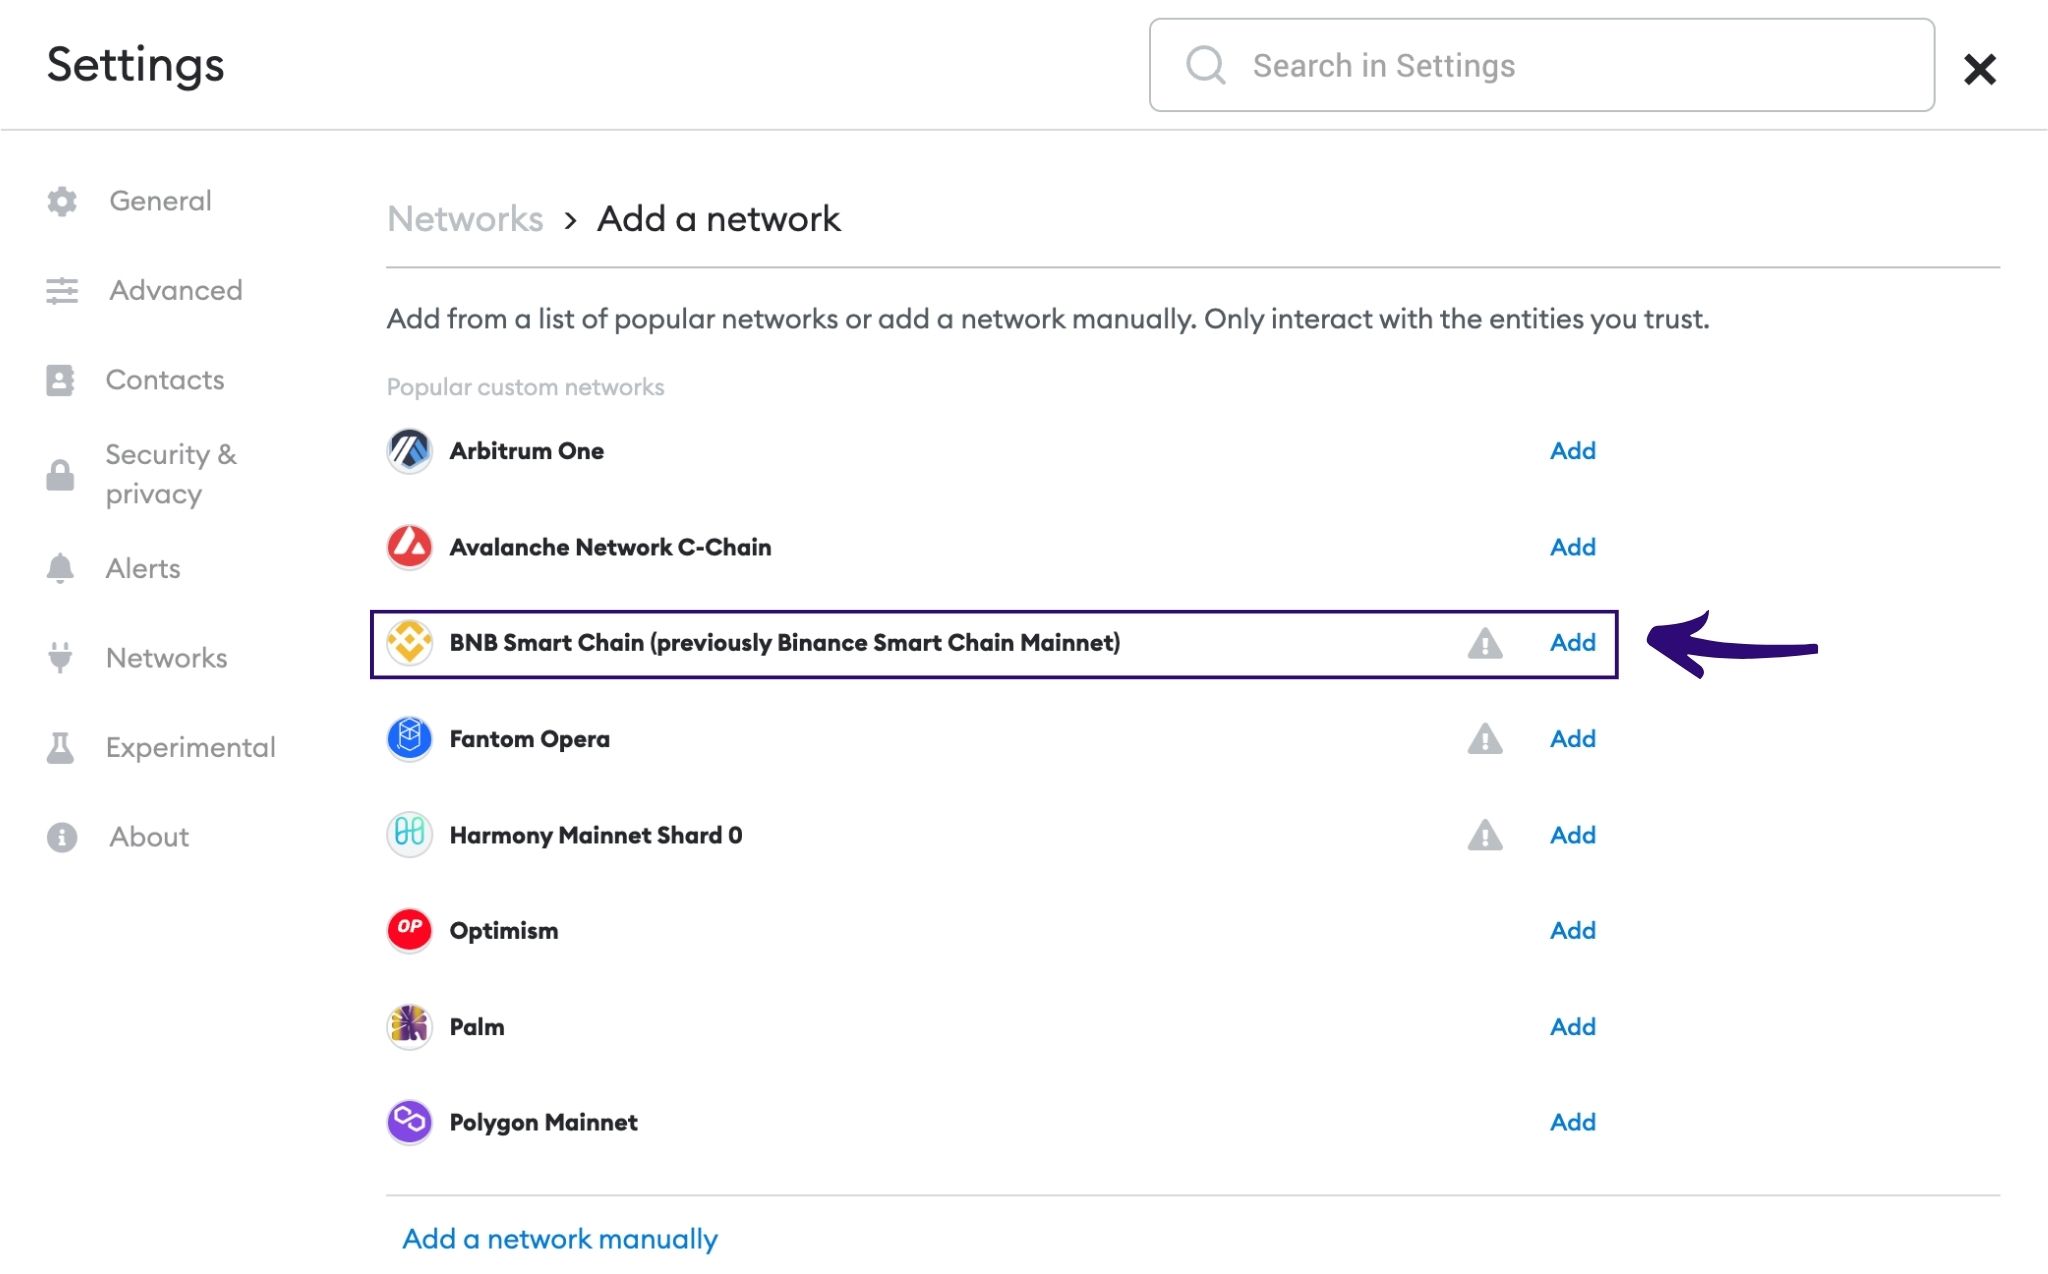 Settings
Search in Settings
General
Advanced
Contacts
Security &
privacy
Alerts
Networks
Experimental
About
Networks > Add a network
Add from a list of popular networks or add a network manually. Only interact with the entities you trust.
Popular custom networks
Arbitrum One Add
Avalanche Network C-Chain Add
BNB Smart Chain (previously Binance Smart Chain Mainnet) Add
Fantom Opera Add
Harmony Mainnet Shard 0 Add
OP Optimism Add
Palm Add
Polygon Mainnet Add
Add a network manually